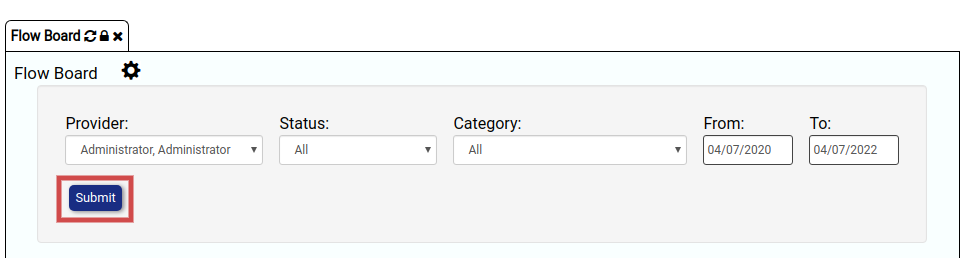 Flow Board
Flow Board
Provider: Status: Category: From: To:
Administrator, Administrator All All 04/07/2020 04/07/2022
Submit